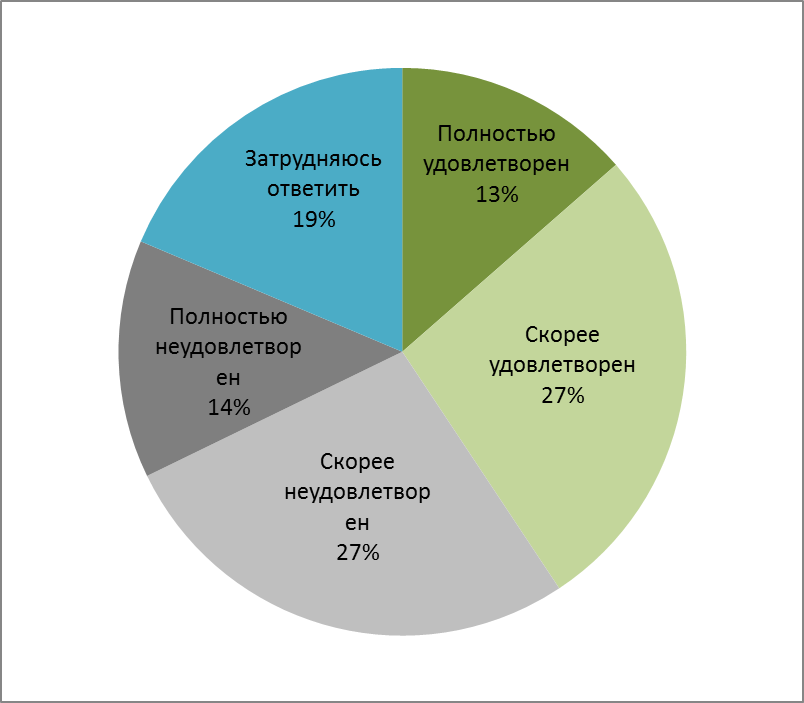 Полностью
удовлетворен
13%
Скорее
удовлетворен
27%
Скорее
неудовлетвор
ен
27%
Полностью
неудовлетвор
ен
14%
Затрудняюсь
ответить
19%